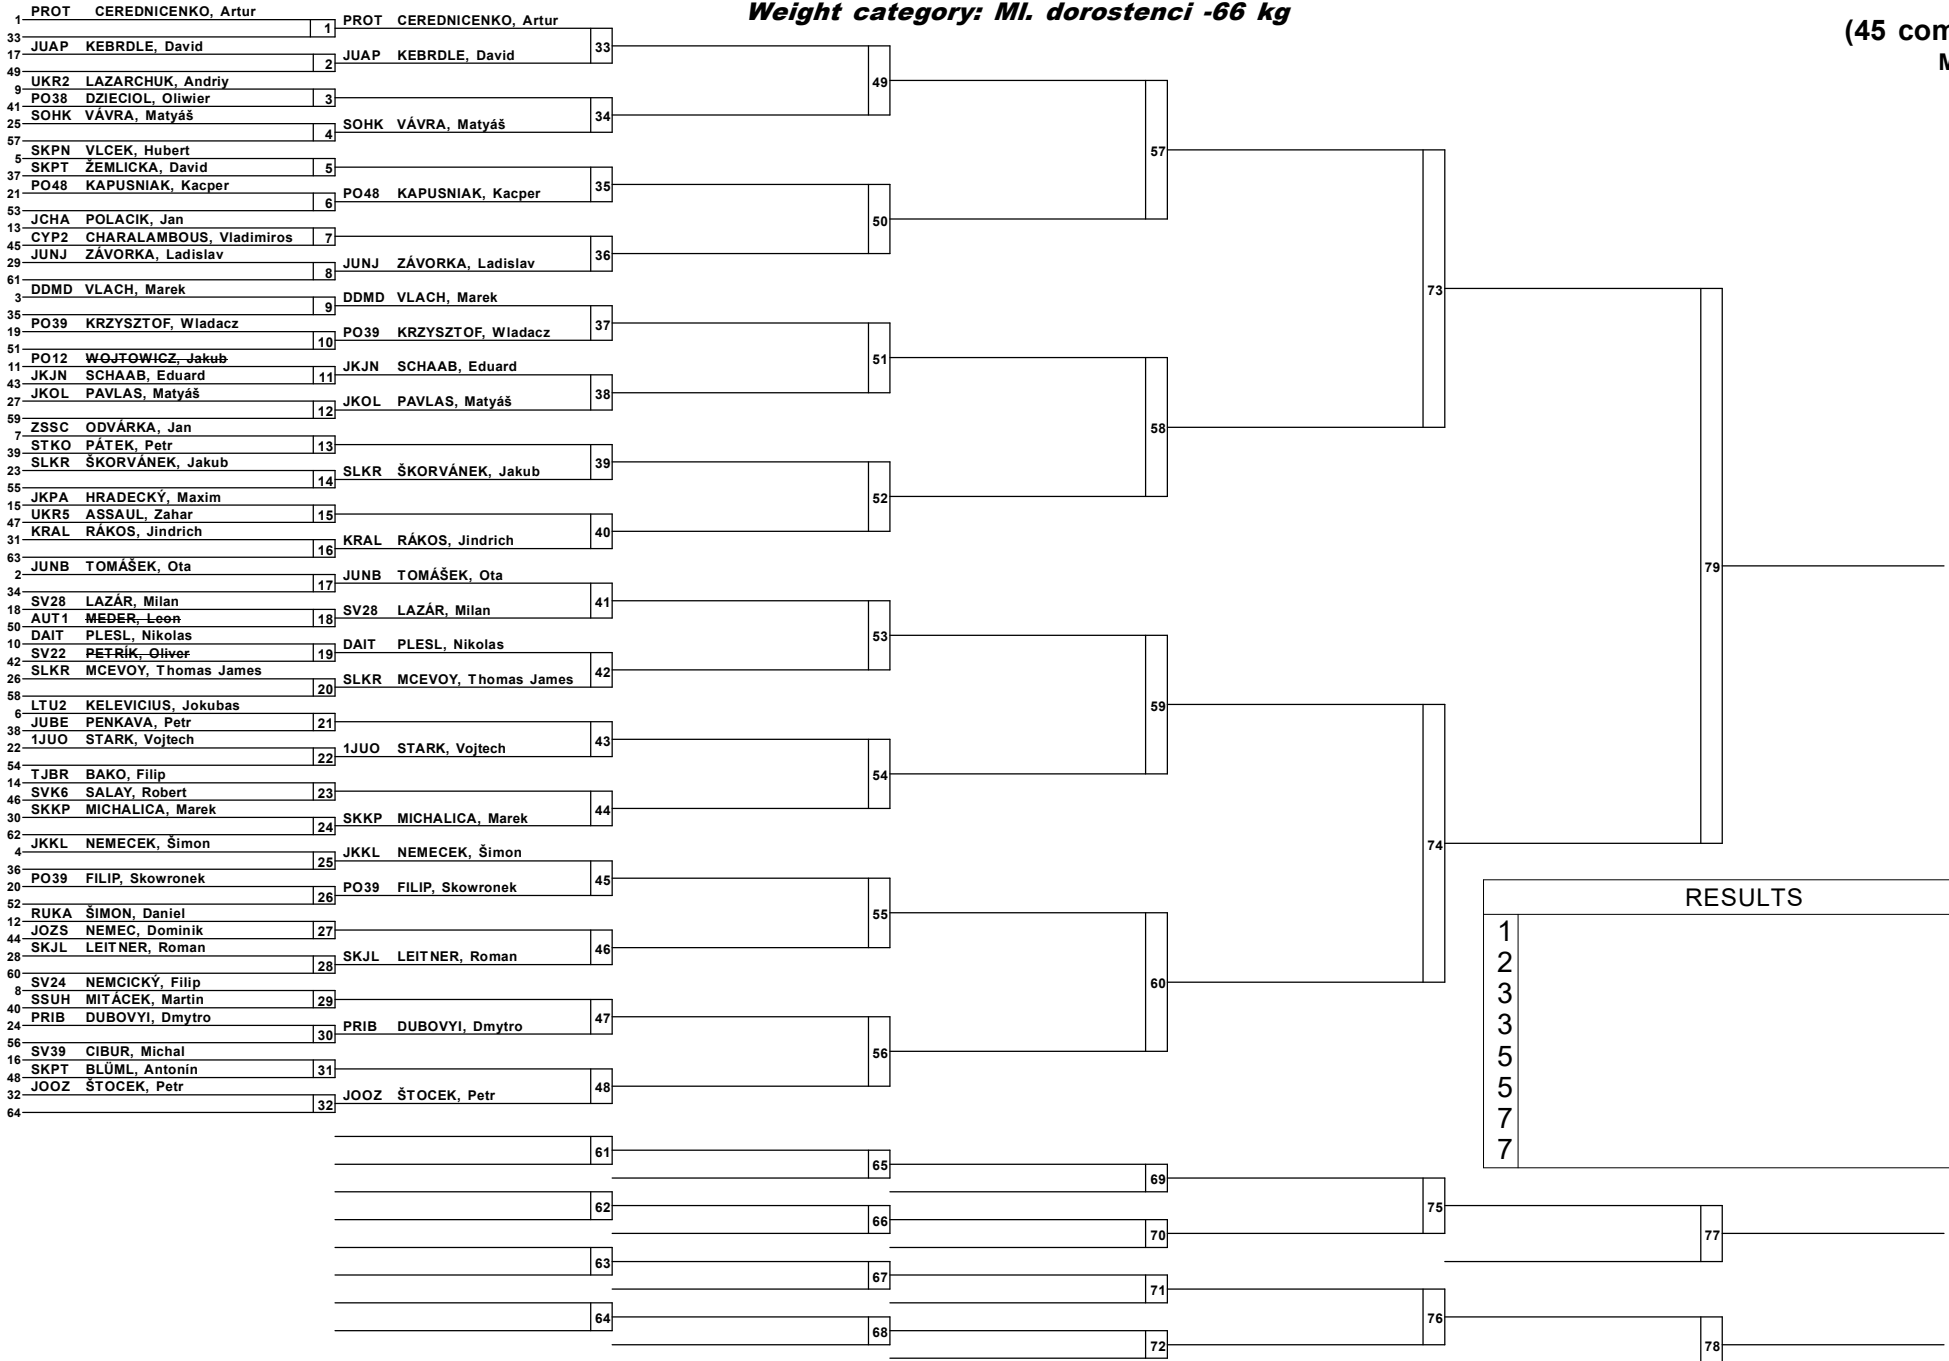 Weight category: Ml. dorostenci -66 kg
(45 com
M
1 PROT CEREDNICENKO, Artur
33
1 PROT CEREDNICENKO, Artur
17 JUAP KEBRDLE, David
49
2 JUAP KEBRDLE, David
33
9 UKR2 LAZARCHUK, Andriy
41 PO38 DZIECIOL, Oliwier
3
25 SOHK VÁVRA, Matyáš
57
4 SOHK VÁVRA, Matyáš
34
49
5 SKPN VLCEK, Hubert
37 SKPT ŽEMLICKA, David
5
21 PO48 KAPUSNIAK, Kacper
53
6 PO48 KAPUSNIAK, Kacper
35
13 JCHA POLACIK, Jan
45 CYP2 CHARALAMBOUS, Vladimiros
7
29 JUNJ ZÁVORKA, Ladislav
61
8 JUNJ ZÁVORKA, Ladislav
36
50
57
3 DDMD VLACH, Marek
35
9 DDMD VLACH, Marek
19 PO39 KRZYSZTOF, Wladacz
51
10 PO39 KRZYSZTOF, Wladacz
37
11 PO12 WOJTOWICZ, Jakub
43 JKJN SCHAAB, Eduard
11 JKJN SCHAAB, Eduard
27 JKOL PAVLAS, Matyáš
59
12 JKOL PAVLAS, Matyáš
38
51
7 ZSSC ODVÁRKA, Jan
39 STKO PÁTEK, Petr
13
23 SLKR ŠKORVÁNEK, Jakub
55
14 SLKR ŠKORVÁNEK, Jakub
39
15 JKPA HRADECKÝ, Maxim
47 UKR5 ASSAUL, Zahar
15
31 KRAL RÁKOS, Jindrich
63
16 KRAL RÁKOS, Jindrich
40
52
58
73
2 JUNB TOMÁŠEK, Ota
34
17 JUNB TOMÁŠEK, Ota
18 SV28 LAZÁR, Milan
50 AUT1 MEDER, Leon
18 SV28 LAZÁR, Milan
41
10 DAIT PLESL, Nikolas
42 SV22 PETRÍK, Oliver
19 DAIT PLESL, Nikolas
26 SLKR MCEVOY, Thomas James
58
20 SLKR MCEVOY, Thomas James
42
53
6 LTU2 KELEVICIUS, Jokubas
38 JUBE PENKAVA, Petr
21
22 1JUO STARK, Vojtech
54
22 1JUO STARK, Vojtech
43
14 TJBR BAKO, Filip
46 SVK6 SALAY, Robert
23
30 SKKP MICHALICA, Marek
62
24 SKKP MICHALICA, Marek
44
54
59
4 JKKL NEMECEK, Šimon
36
25 JKKL NEMECEK, Šimon
20 PO39 FILIP, Skowronek
52
26 PO39 FILIP, Skowronek
45
12 RUKA ŠIMON, Daniel
44 JOZS NEMEC, Dominik
27
28 SKJL LEITNER, Roman
60
28 SKJL LEITNER, Roman
46
55
8 SV24 NEMCICKÝ, Filip
40 SSUH MITÁCEK, Martin
29
24 PRIB DUBOVYI, Dmytro
56
30 PRIB DUBOVYI, Dmytro
47
16 SV39 CIBUR, Michal
48 SKPT BLÜML, Antonín
31
32 JOOZ ŠTOCEK, Petr
64
32 JOOZ ŠTOCEK, Petr
48
56
60
74
79
RESULTS
1
2
3
3
5
5
7
7
61
65
69
62
66
70
75
77
63
67
71
64
68
72
76
78